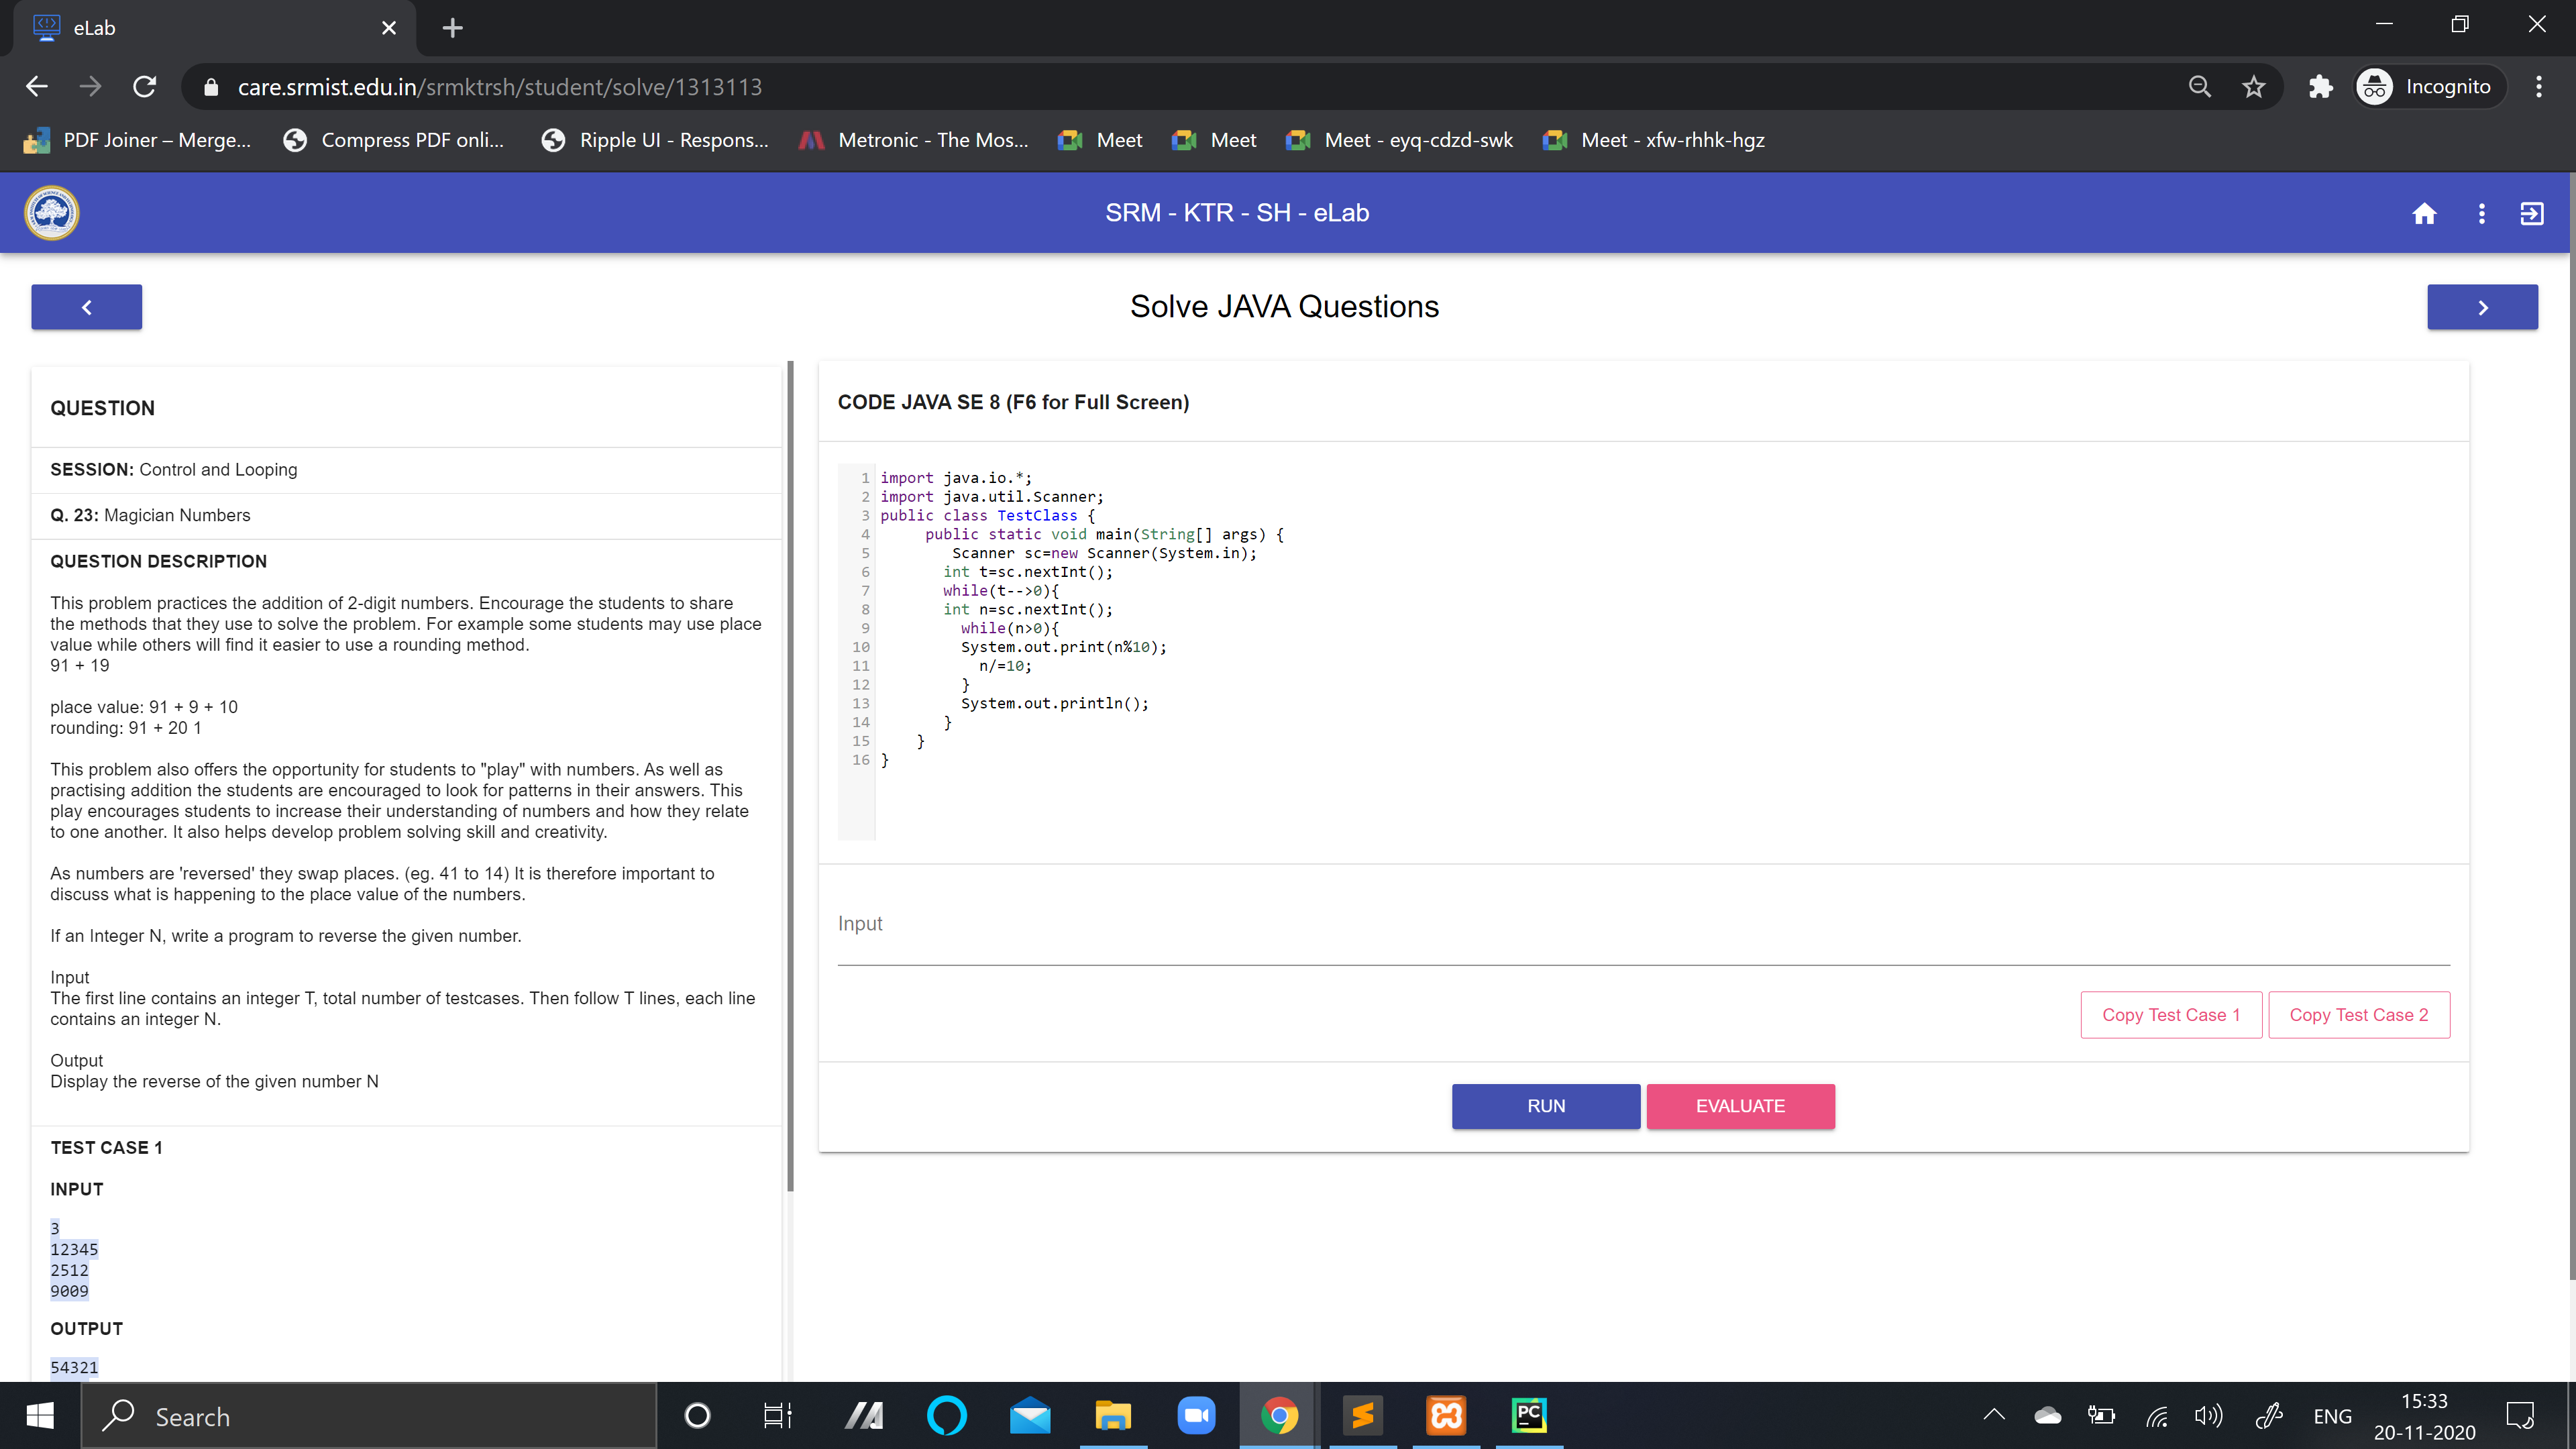 eLab
care.srmist.edu.in/srmktrsh/student/solve/1313113
Incognito
PDF Joiner – Merge...
Compress PDF onli...
Ripple UI - Respons...
Metronic - The Mos...
Meet
Meet
Meet - eyq-cdzd-swk
Meet - xfw-rhhk-hgz
SRM - KTR - SH - eLab
Solve JAVA Questions
QUESTION
SESSION: Control and Looping
Q. 23: Magician Numbers
QUESTION DESCRIPTION
This problem practices the addition of 2-digit numbers. Encourage the students to share
the methods that they use to solve the problem. For example some students may use place
value while others will find it easier to use a rounding method.
91 + 19
place value: 91 + 9 + 10
rounding: 91 + 20 1
This problem also offers the opportunity for students to "play" with numbers. As well as
practising addition the students are encouraged to look for patterns in their answers. This
play encourages students to increase their understanding of numbers and how they relate
to one another. It also helps develop problem solving skill and creativity.
As numbers are 'reversed' they swap places. (eg. 41 to 14) It is therefore important to
discuss what is happening to the place value of the numbers.
If an Integer N, write a program to reverse the given number.
Input
The first line contains an integer T, total number of testcases. Then follow T lines, each line
contains an integer N.
Output
Display the reverse of the given number N
TEST CASE 1
INPUT
3
12345
2512
9009
OUTPUT
54321
CODE JAVA SE 8 (F6 for Full Screen)
1 import java.io.*;
2 import java.util.Scanner;
3 public class TestClass {
4 public static void main(String[] args) {
5 Scanner sc=new Scanner(System.in);
6 int t=sc.nextInt();
7 while(t-->0){
8 int n=sc.nextInt();
9 while(n>0){
10 System.out.print(n%10);
11 n/=10;
12 }
13 System.out.println();
14 }
15 }
16 }
Input
Copy Test Case 1
Copy Test Case 2
RUN
EVALUATE
Search
PC
ENG
15:33
20-11-2020